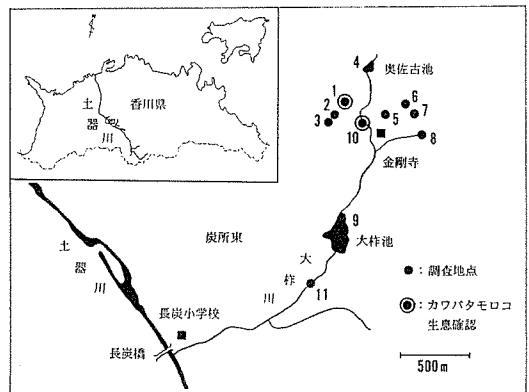 土器川
香川県
4
奥佐古池
1
2
3
10
5
6
7
8
金剛寺
9
大柞池
炭所東
大柞川
11
土器川
長炭小学校
長炭橋
●：調査地点
◉：カワバタモロコ
生息確認
500m